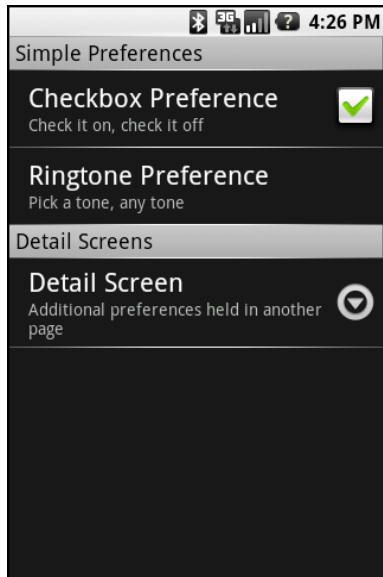 3G ? 4:26 PM
Simple Preferences
Checkbox Preference
Check it on, check it off
Ringtone Preference
Pick a tone, any tone
Detail Screens
Detail Screen
Additional preferences held in another
page